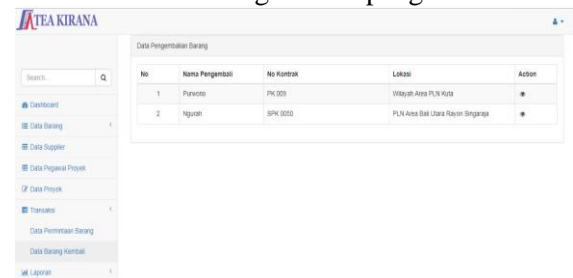 TEA KIRANA
Data Pengembalian Barang
Search...
No Nama Pengembali No Kontrak Lokasi Action
1 Purwono PK 009 Wilayah Area PLN Kuta
2 Ngurah SPK 0050 PLN Area Bali Utara Rayon Singaraja
Dashboard
Data Barang
Data Supplier
Data Pegawai Proyek
Data Proyek
Transaksi
Data Permintaan Barang
Data Barang Kembali
Laporan